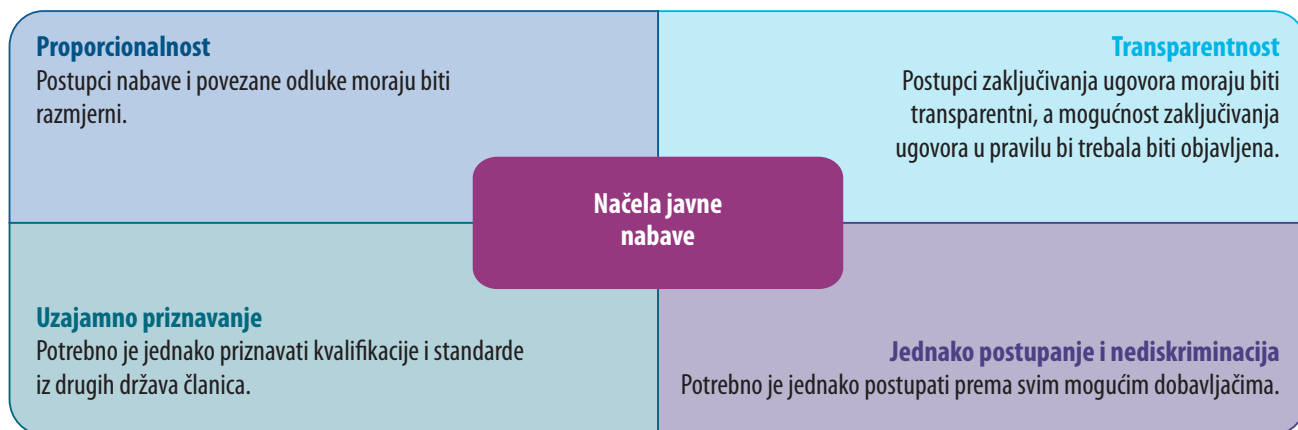 Proporcionalnost
Postupci nabave i povezane odluke moraju biti
razmjerni.
Transparentnost
Postupci zaključivanja ugovora moraju biti
transparentni, a mogućnost zaključivanja
ugovora u pravilu bi trebala biti objavljena.
Načela javne
nabave
Uzajamno priznavanje
Potrebno je jednako priznavati kvalifikacije i standarde
iz drugih država članica.
Jednako postupanje i nediskriminacija
Potrebno je jednako postupati prema svim mogućim dobavljačima.